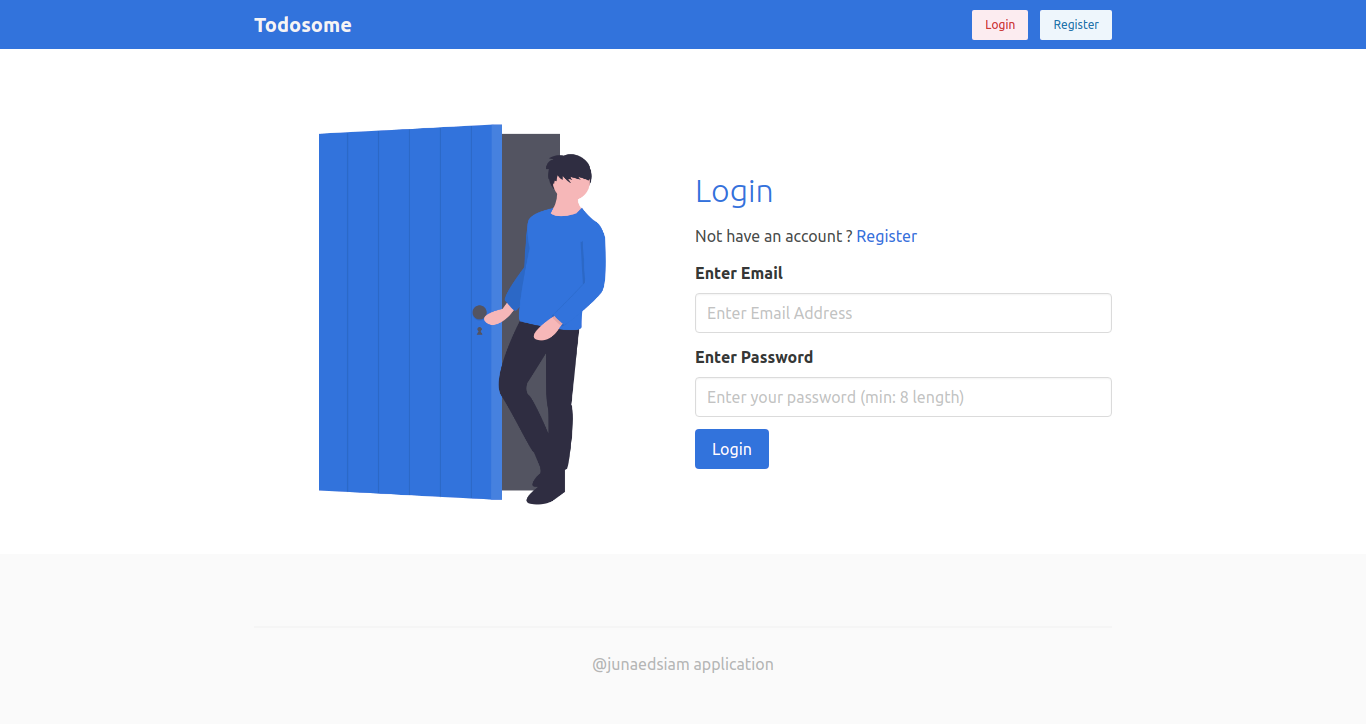 Todosome
Login
Register
Login
Not have an account ? Register
Enter Email
Enter Email Address
Enter Password
Enter your password (min: 8 length)
Login
@junaedsiam application